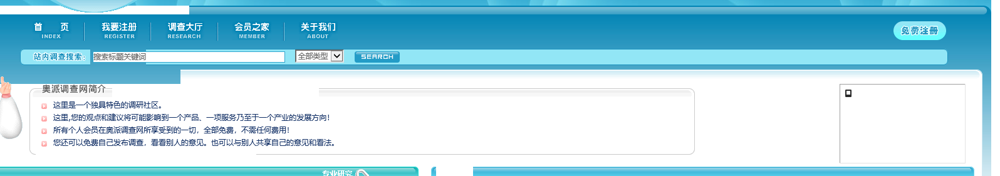 首 页 我要注册 调查大厅 会员之家 关于我们
INDEX REGISTER RESEARCH MEMBER ABOUT
免费注册
站内调查搜索： 搜索标题关键词 全部类型 SEARCH
奥派调查网简介
这里是一个独具特色的调研社区。
这里,您的观点和建议将可能影响到一个产品、一项服务乃至于一个产业的发展方向！
所有个人会员在奥派调查网所享受到的一切，全部免费，不需任何费用！
您还可以免费自己发布调查，看看别人的意见。也可以与别人共享自己的意见和看法。
专业研究